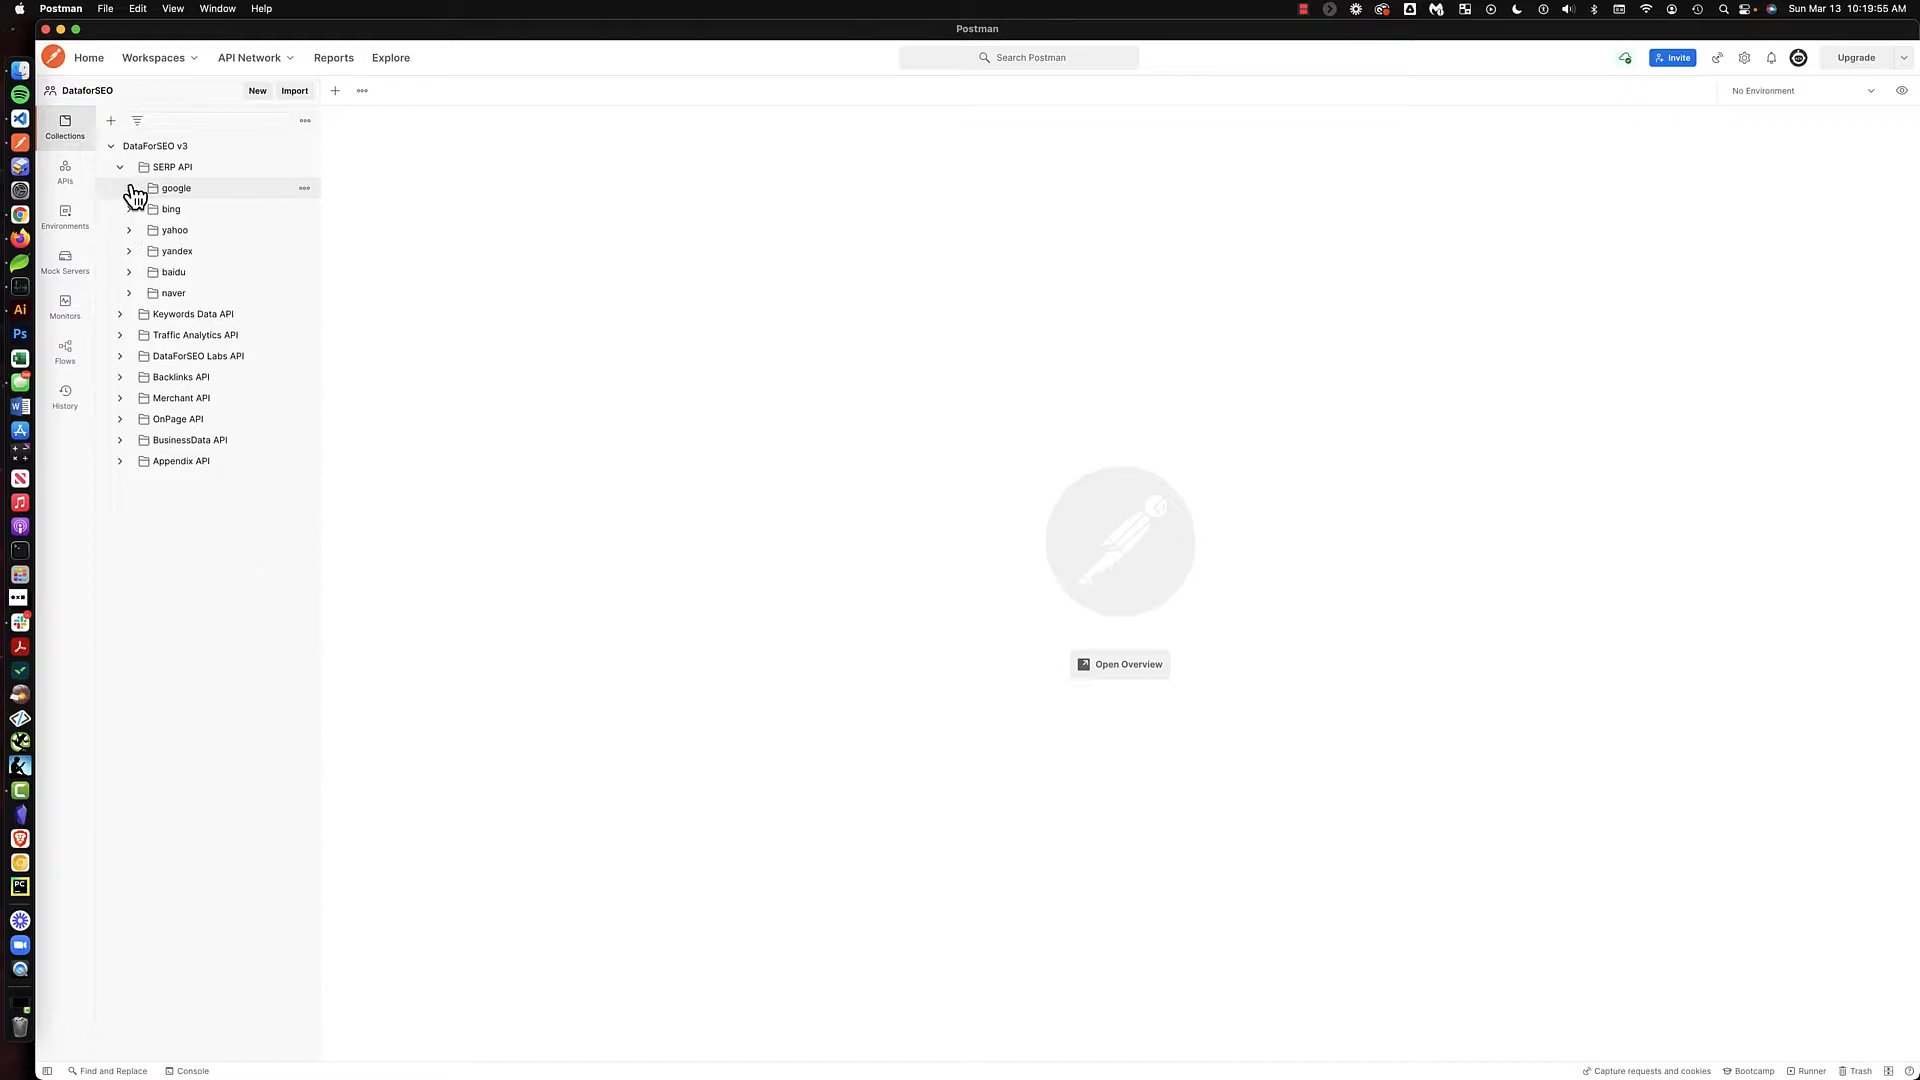 Postman File Edit View Window Help
Sun Mar 13 10:19:55 AM
Postman
Home Workspaces API Network Reports Explore
Search Postman
Invite
Upgrade
DataforSEO
New Import
No Environment
Collections
APIs
Environments
Mock Servers
Monitors
Flows
History
DataForSEO v3
SERP API
google
bing
yahoo
yandex
baidu
naver
Keywords Data API
Traffic Analytics API
DataForSEO Labs API
Backlinks API
Merchant API
OnPage API
BusinessData API
Appendix API
Open Overview
Ai
Ps
W
PC
Find and Replace Console
Capture requests and cookies Bootcamp Runner Trash